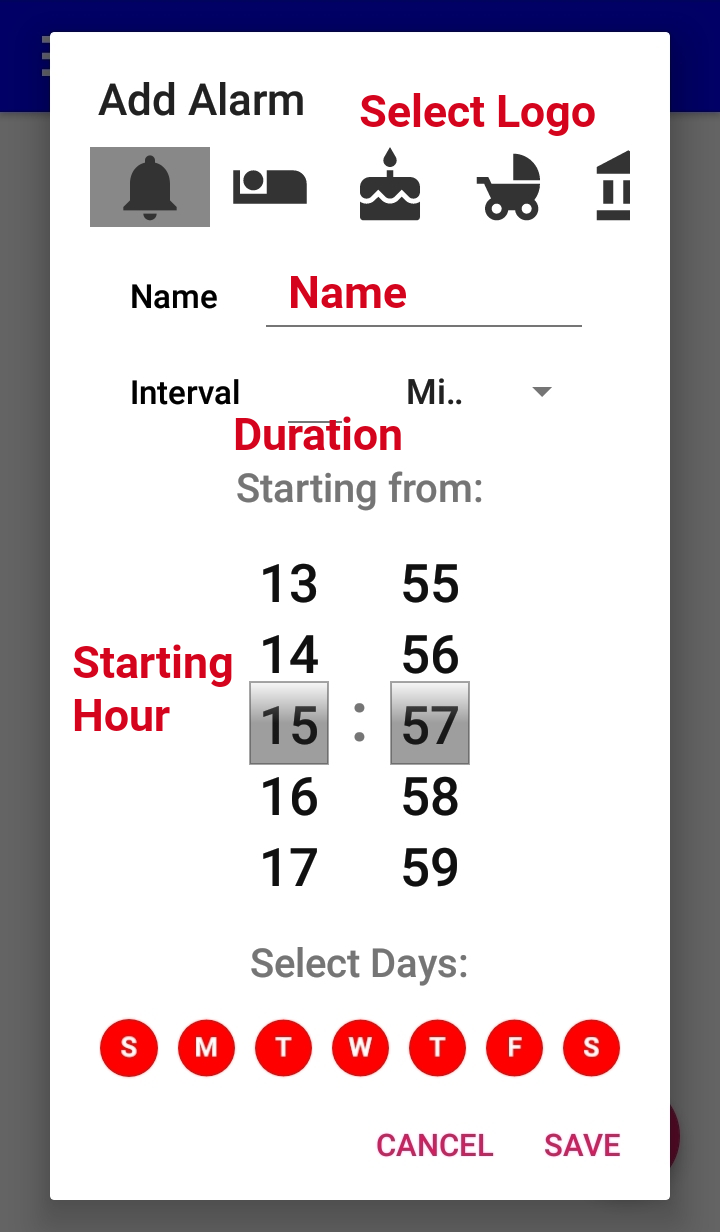 Add Alarm
Select Logo
Name
Name
Interval
Mi..
Duration
Starting from:
13 55
14 56
Starting
Hour
15 : 57
16 58
17 59
Select Days:
S M T W T F S
CANCEL SAVE